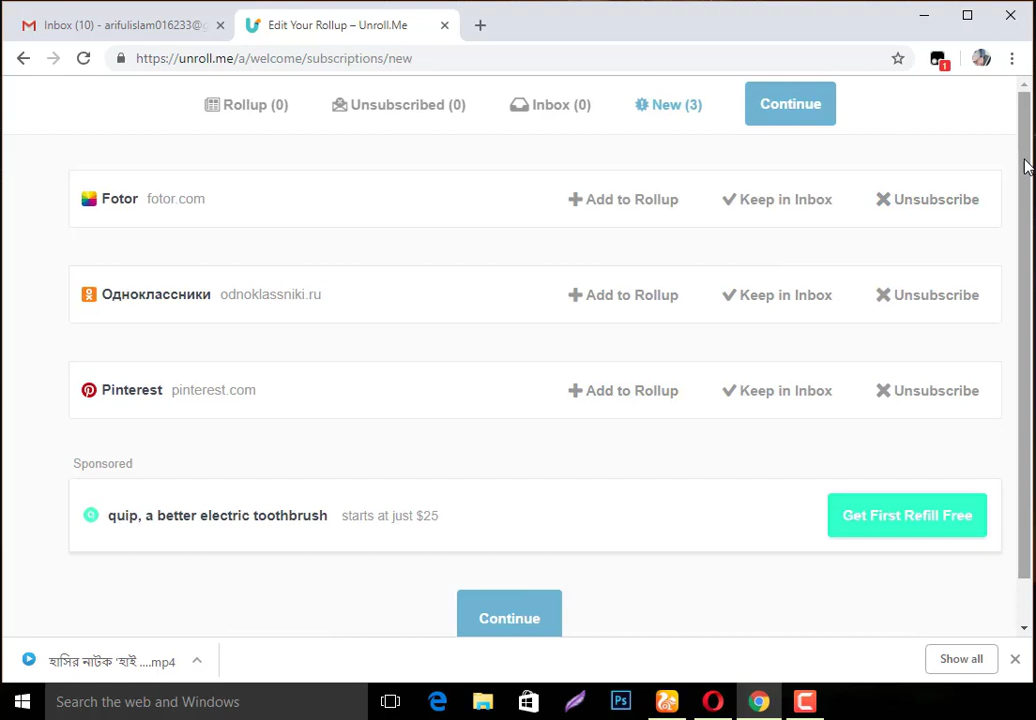 Inbox (10) - arifulislam016233@
Edit Your Rollup – Unroll.Me
https://unroll.me/a/welcome/subscriptions/new
1
Rollup (0) Unsubscribed (0) Inbox (0) New (3) Continue
Fotor fotor.com Add to Rollup Keep in Inbox Unsubscribe
Одноклассники odnoklassniki.ru Add to Rollup Keep in Inbox Unsubscribe
Pinterest pinterest.com Add to Rollup Keep in Inbox Unsubscribe
Sponsored
quip, a better electric toothbrush starts at just $25 Get First Refill Free
Continue
হাসির নাটক 'হাই ....mp4 Show all
Search the web and Windows
Ps